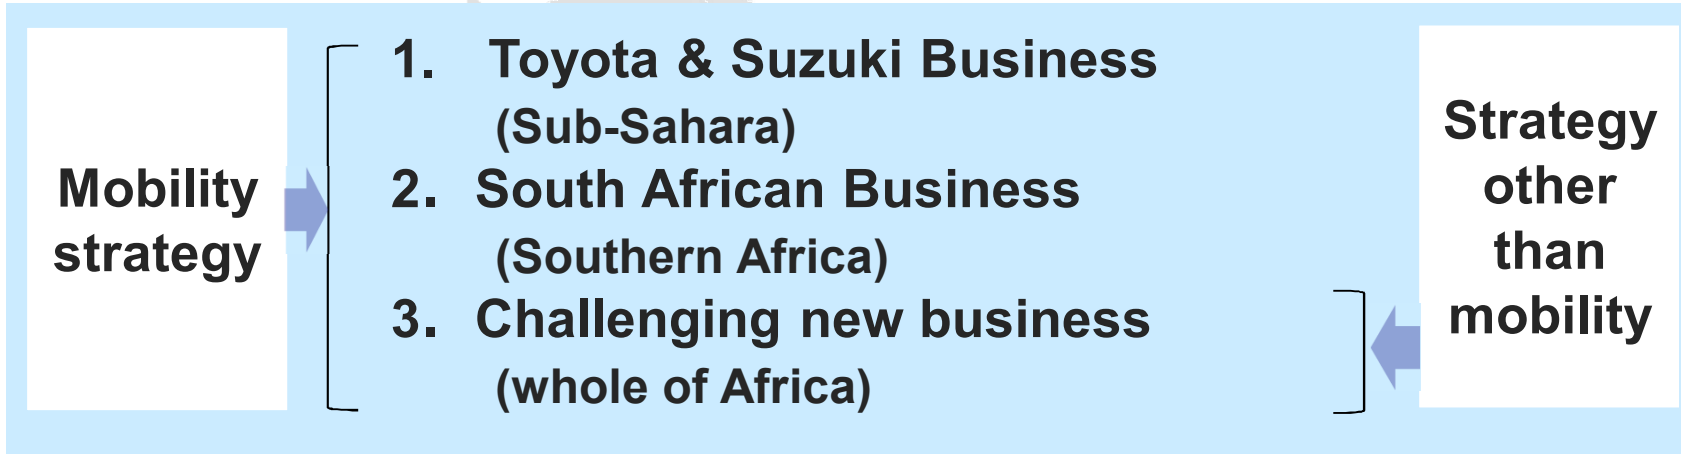 Mobility
strategy
1. Toyota & Suzuki Business
(Sub-Sahara)
2. South African Business
(Southern Africa)
3. Challenging new business
(whole of Africa)
Strategy
other
than
mobility